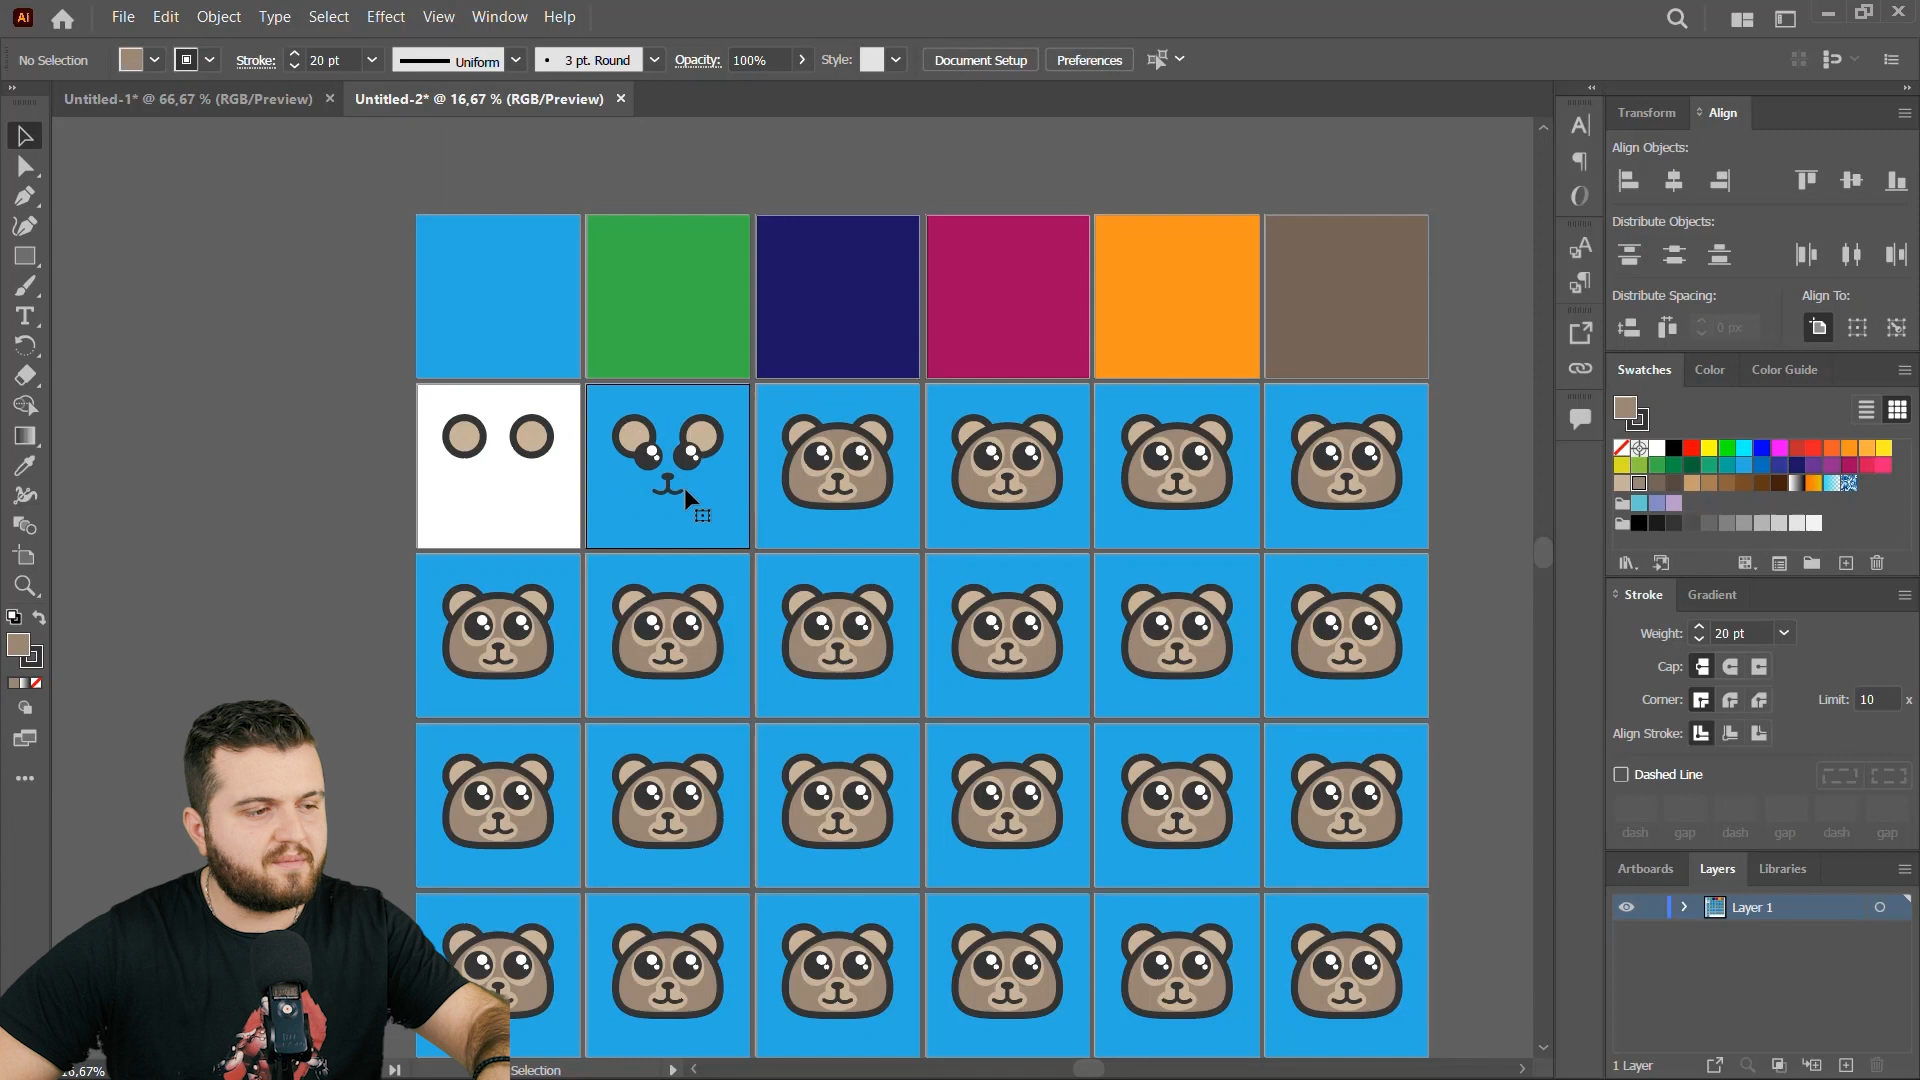 Ai File Edit Object Type Select Effect View Window Help
No Selection Stroke: 20 pt Uniform 3 pt. Round Opacity: 100% Style: Document Setup Preferences
Untitled-1* @ 66,67 % (RGB/Preview) Untitled-2* @ 16,67 % (RGB/Preview)
Transform Align
Align Objects:
Distribute Objects:
Distribute Spacing: Align To:
0 px
Swatches Color Color Guide
Stroke Gradient
Weight: 20 pt
Cap:
Corner: Limit: 10 x
Align Stroke:
Dashed Line
dash gap dash gap dash gap
Artboards Layers Libraries
Layer 1
1 Layer
6,67% Selection